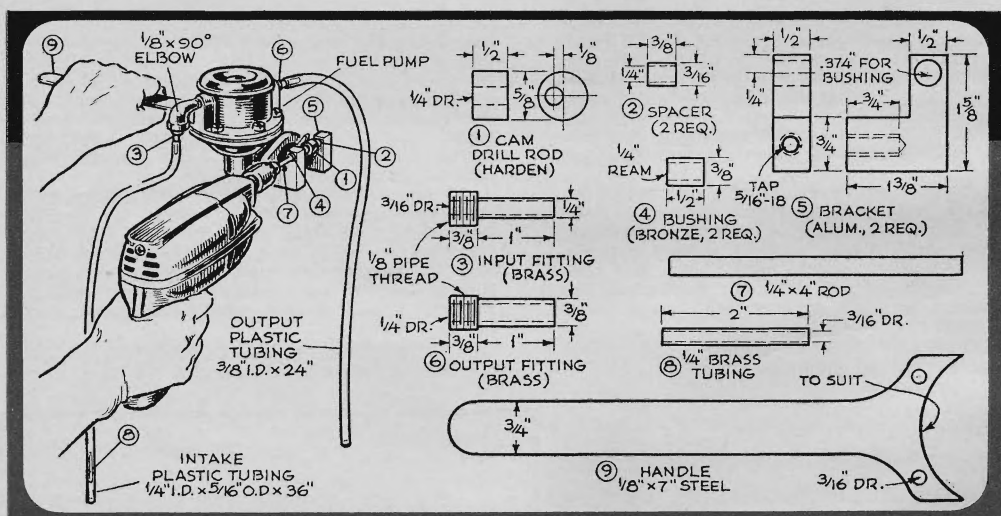 ⑨
1/8" x 90°
ELBOW
⑥
FUEL PUMP
⑤
②
①
③
⑦
④
OUTPUT
PLASTIC
TUBING
3/8" I.D. x 24"
⑧
INTAKE
PLASTIC TUBING
1/4" I.D. x 5/16" O.D x 36"
1/2"
1/8
1/4" DR.
5/8"
① CAM
DRILL ROD
(HARDEN)
3/8"
1/4"
3/16"
② SPACER
(2 REQ.)
1/4"
REAM
3/8"
1/2"
④ BUSHING
(BRONZE, 2 REQ.)
1/2"
1/2"
.374" FOR
BUSHING
1/4"
3/4"
3/4"
1 5/8"
TAP
5/16"-18
1 3/8"
⑤ BRACKET
(ALUM., 2 REQ.)
3/16" DR.
1/4"
3/8"
1"
1/8 PIPE
THREAD
③ INPUT FITTING
(BRASS)
1/4" DR.
3/8"
3/8"
1"
⑥ OUTPUT FITTING
(BRASS)
⑦ 1/4" x 4" ROD
2"
3/16" DR.
⑧ 1/4" BRASS
TUBING
TO SUIT
3/4"
⑨ HANDLE
1/8" x 7" STEEL
3/16" DR.